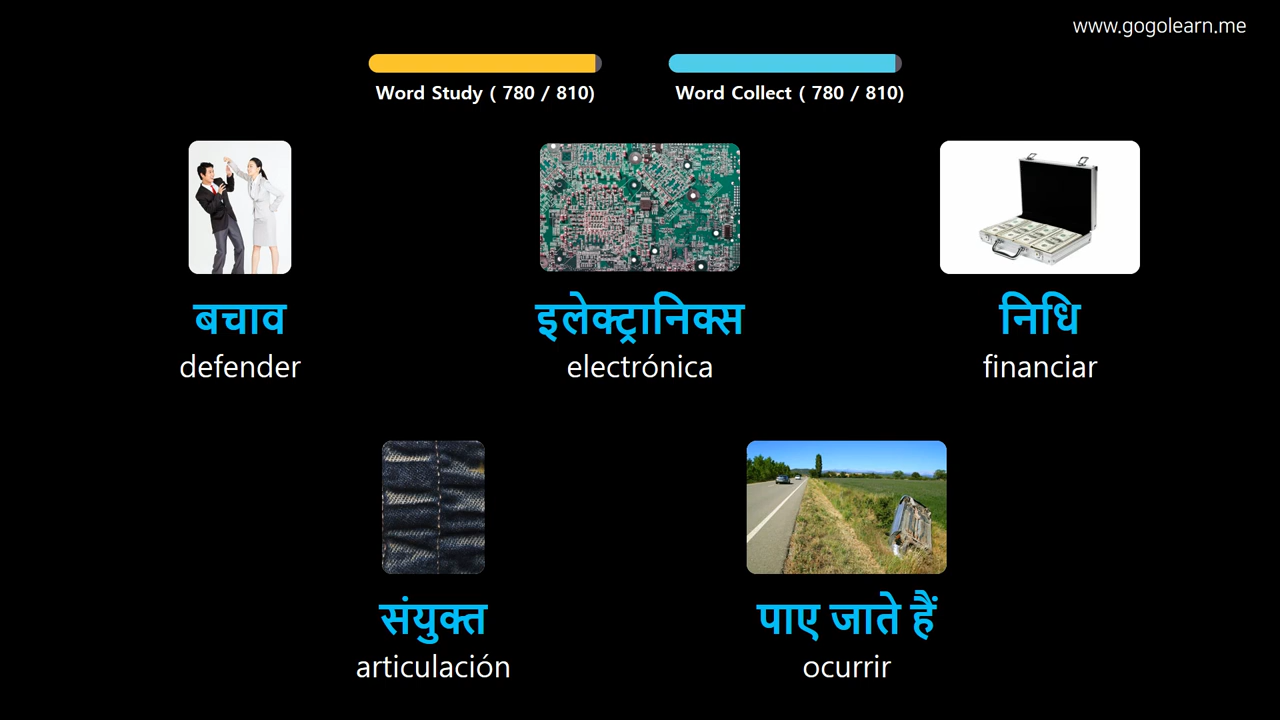 www.gogolearn.me
Word Study ( 780 / 810)
Word Collect ( 780 / 810)
बचाव
defender
इलेक्ट्रानिक्स
electrónica
निधि
financiar
संयुक्त
articulación
पाए जाते हैं
ocurrir